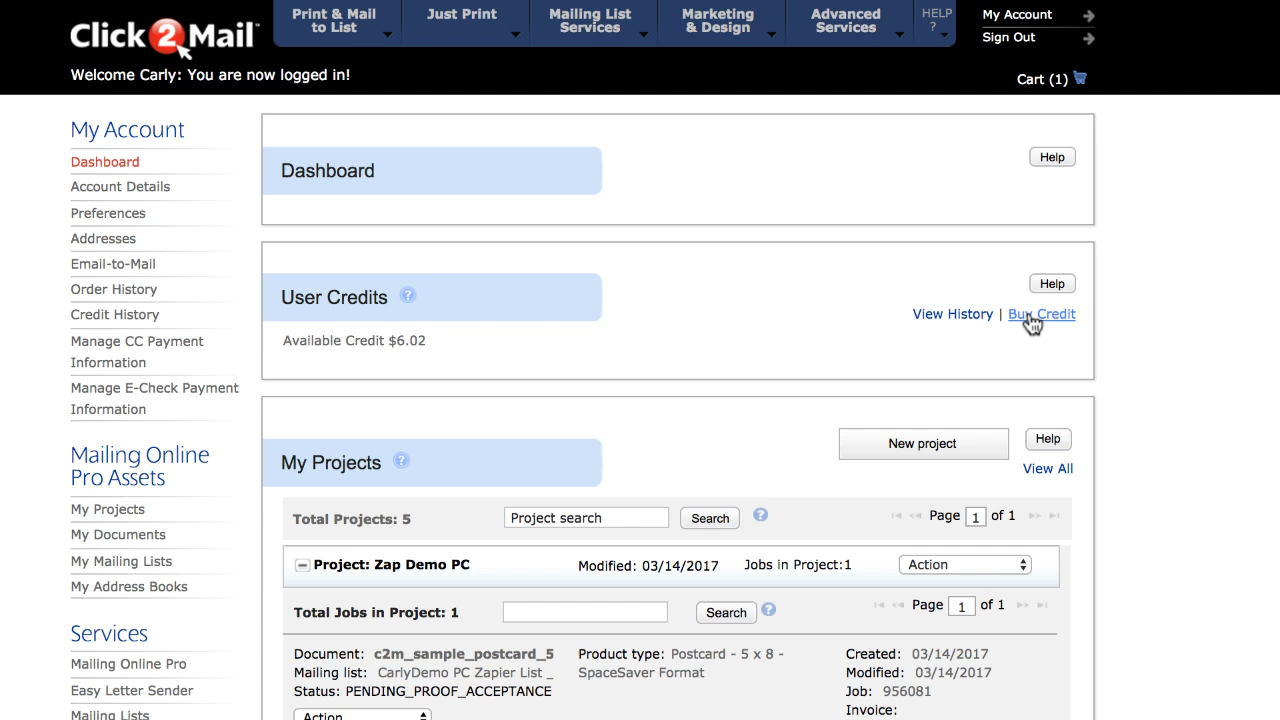 Click2Mail™
Print & Mail
to List
Just Print
Mailing List
Services
Marketing
& Design
Advanced
Services
HELP
?
My Account
Sign Out
Welcome Carly: You are now logged in!
Cart (1)
My Account
Dashboard
Account Details
Preferences
Addresses
Email-to-Mail
Order History
Credit History
Manage CC Payment
Information
Manage E-Check Payment
Information
Mailing Online
Pro Assets
My Projects
My Documents
My Mailing Lists
My Address Books
Services
Mailing Online Pro
Easy Letter Sender
Mailing Lists
Dashboard
Help
User Credits ?
Help
View History | Buy Credit
Available Credit $6.02
My Projects ?
New project
Help
View All
Total Projects: 5
Project search
Search
?
Page 1 of 1
Project: Zap Demo PC
Modified: 03/14/2017
Jobs in Project:1
Action
Total Jobs in Project: 1
Search
?
Page 1 of 1
Document: c2m_sample_postcard_5
Mailing list: CarlyDemo PC Zapier List _
Status: PENDING_PROOF_ACCEPTANCE
Action
Product type: Postcard - 5 x 8 -
SpaceSaver Format
Created: 03/14/2017
Modified: 03/14/2017
Job: 956081
Invoice: